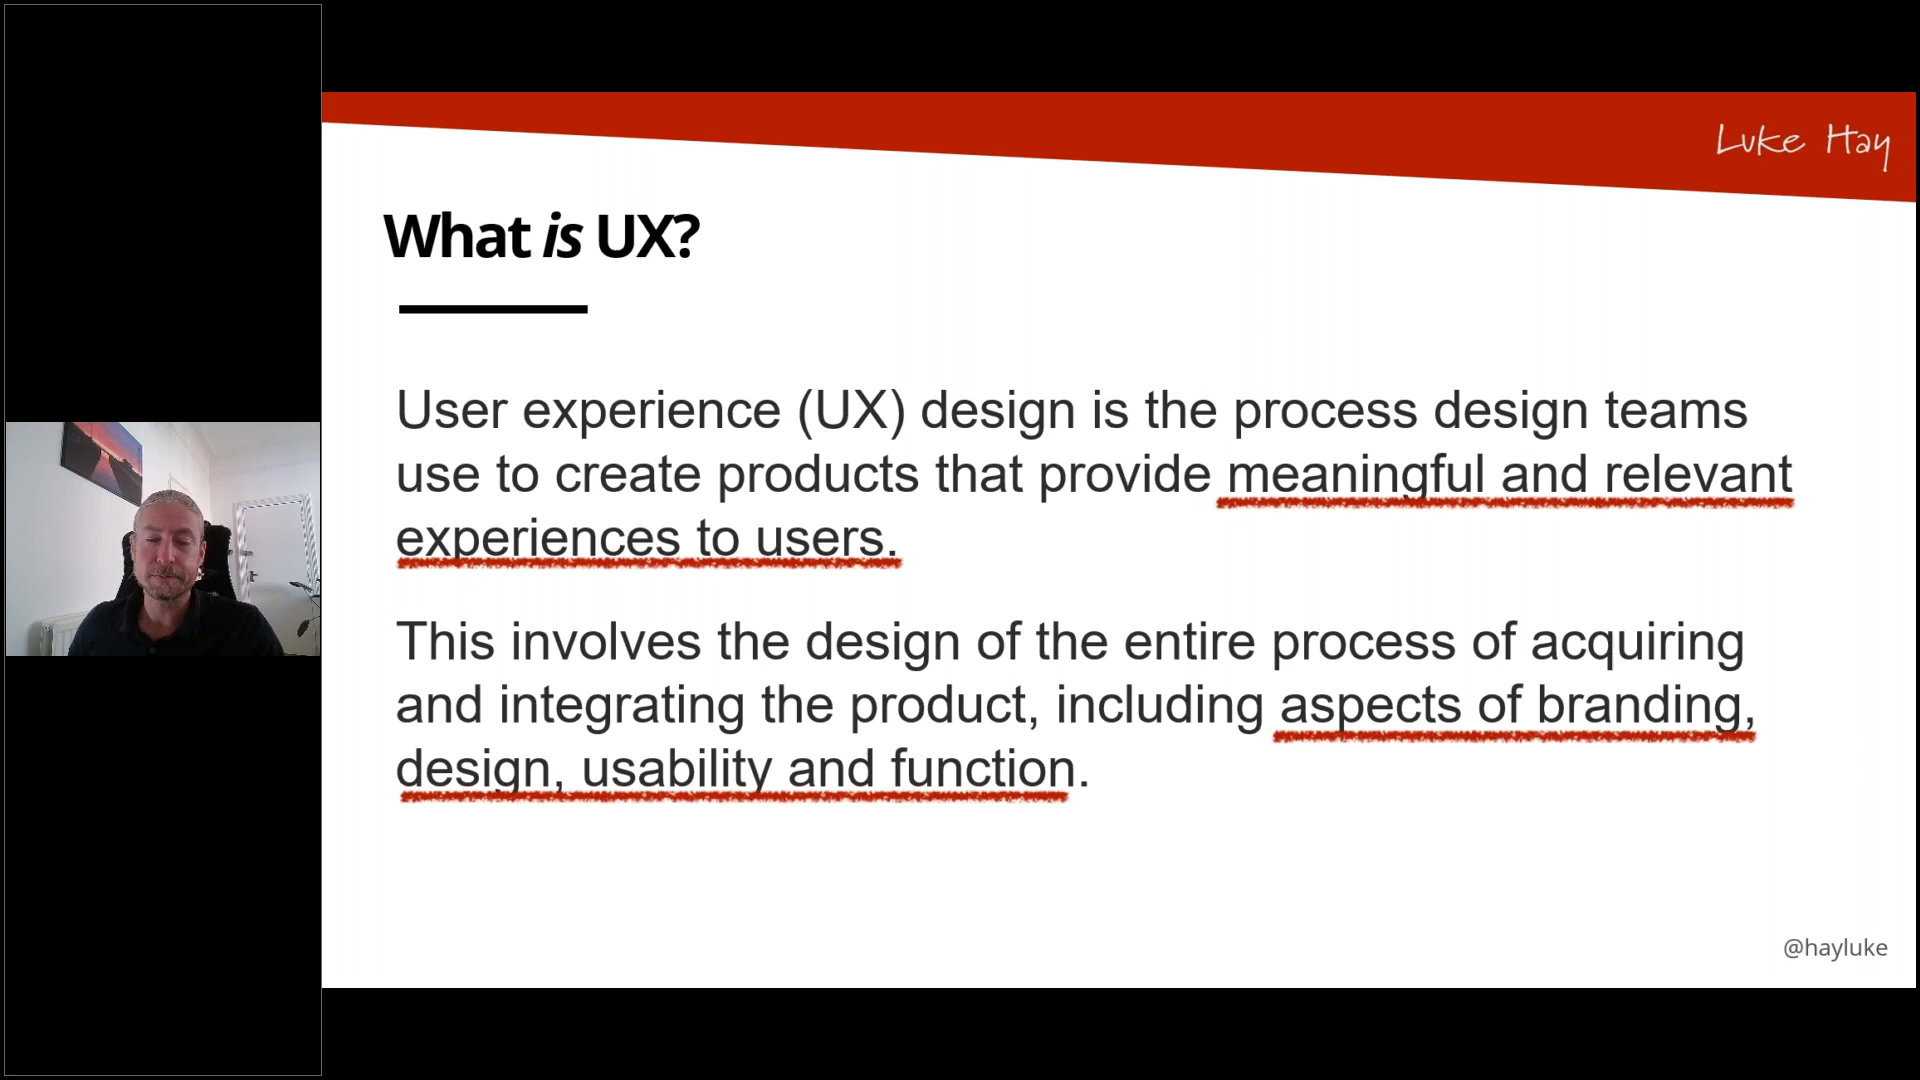 Luke Hay
What is UX?
User experience (UX) design is the process design teams
use to create products that provide meaningful and relevant
experiences to users.
This involves the design of the entire process of acquiring
and integrating the product, including aspects of branding,
design, usability and function.
@hayluke